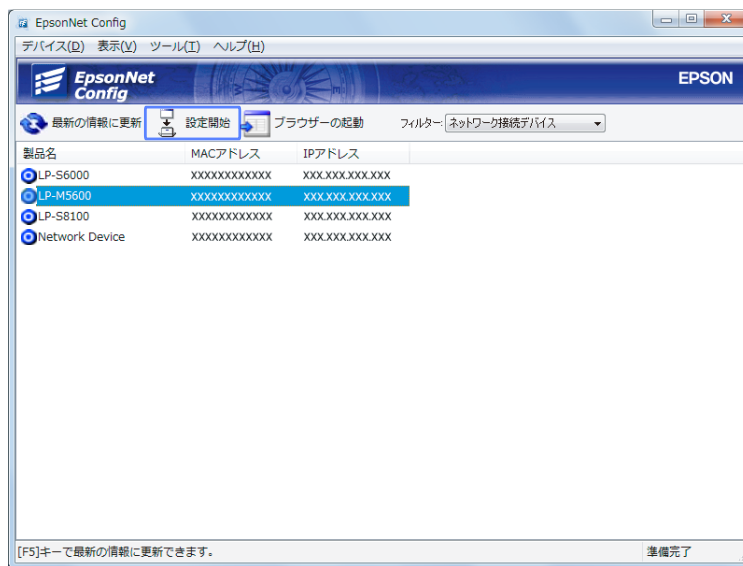 EpsonNet Config
デバイス(D) 表示(V) ツール(T) ヘルプ(H)
EpsonNet
Config
EPSON
最新の情報に更新 設定開始 ブラウザーの起動 フィルター: ネットワーク接続デバイス
製品名 MACアドレス IPアドレス
LP-S6000 XXXXXXXXXXXX XXX.XXX.XXX.XXX
LP-M5600 XXXXXXXXXXXX XXX.XXX.XXX.XXX
LP-S8100 XXXXXXXXXXXX XXX.XXX.XXX.XXX
Network Device XXXXXXXXXXXX XXX.XXX.XXX.XXX
[F5]キーで最新の情報に更新できます。 準備完了